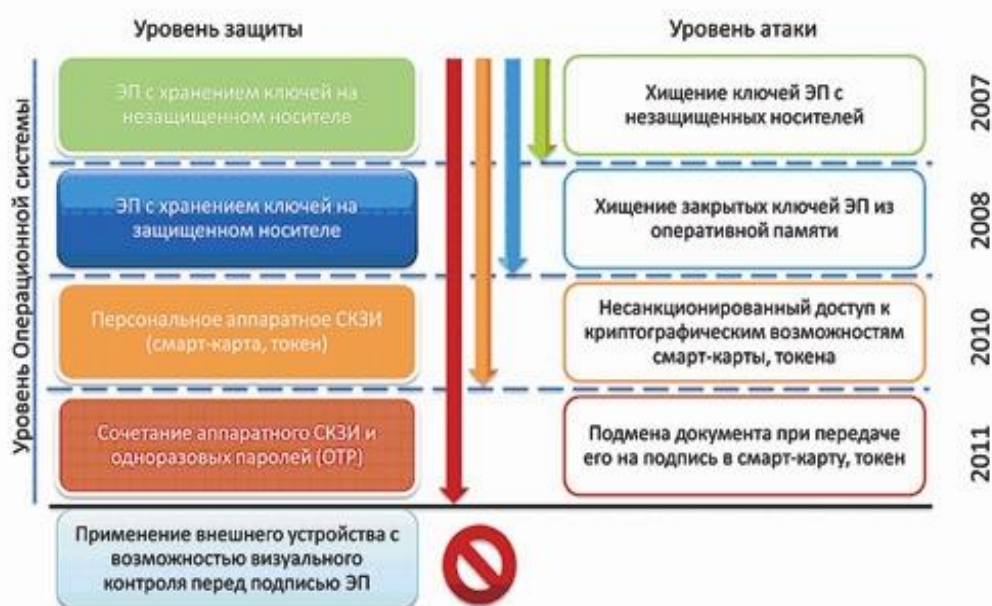 Уровень защиты
Уровень атаки
Уровень Операционной системы
ЭП с хранением ключей на
незащищенном носителе
Хищение ключей ЭП с
незащищенных носителей
2007
ЭП с хранением ключей на
защищенном носителе
Хищение закрытых ключей ЭП из
оперативной памяти
2008
Персональное аппаратное СКЗИ
(смарт-карта, токен)
Несанкционированный доступ к
криптографическим возможностям
смарт-карты, токена
2010
Сочетание аппаратного СКЗИ и
одноразовых паролей (ОТР)
Подмена документа при передаче
его на подпись в смарт-карту, токен
2011
Применение внешнего устройства с
возможностью визуального
контроля перед подписью ЭП